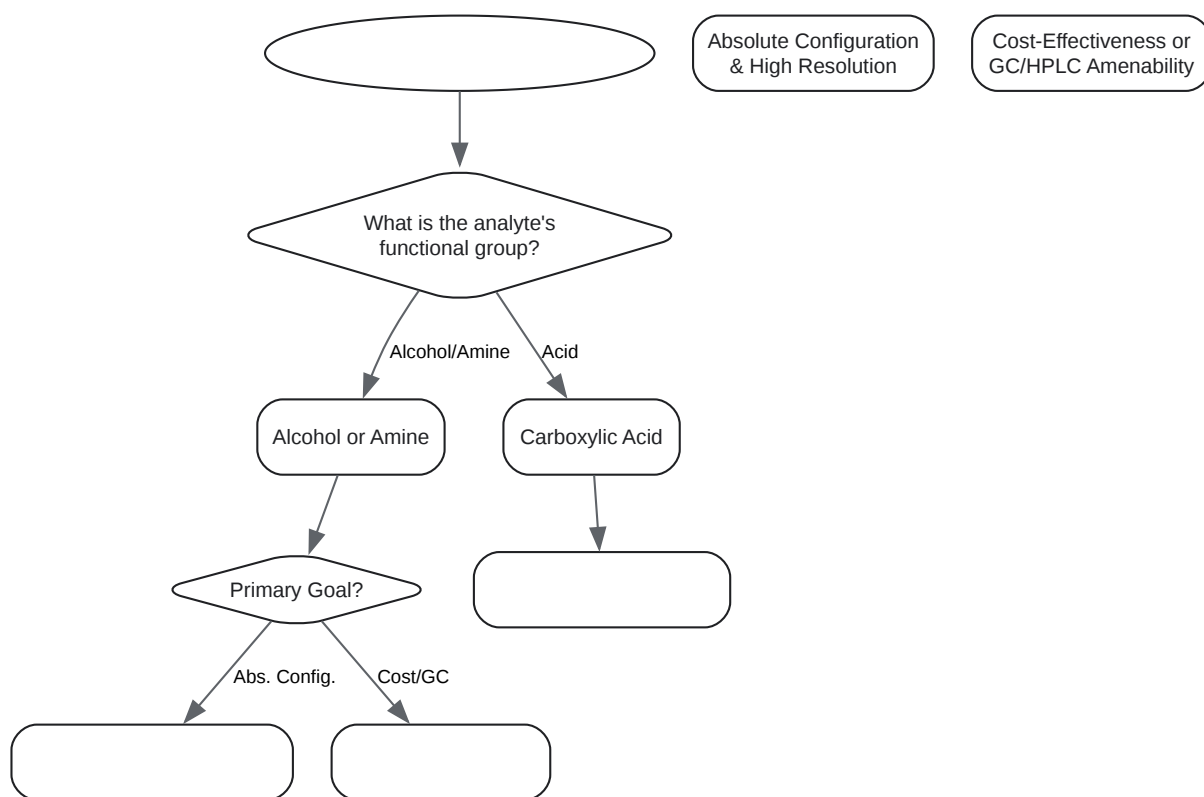 Absolute Configuration
& High Resolution
Cost-Effectiveness or
GC/HPLC Amenability
What is the analyte's
functional group?
Alcohol/Amine
Acid
Alcohol or Amine
Carboxylic Acid
Primary Goal?
Abs. Config.
Cost/GC